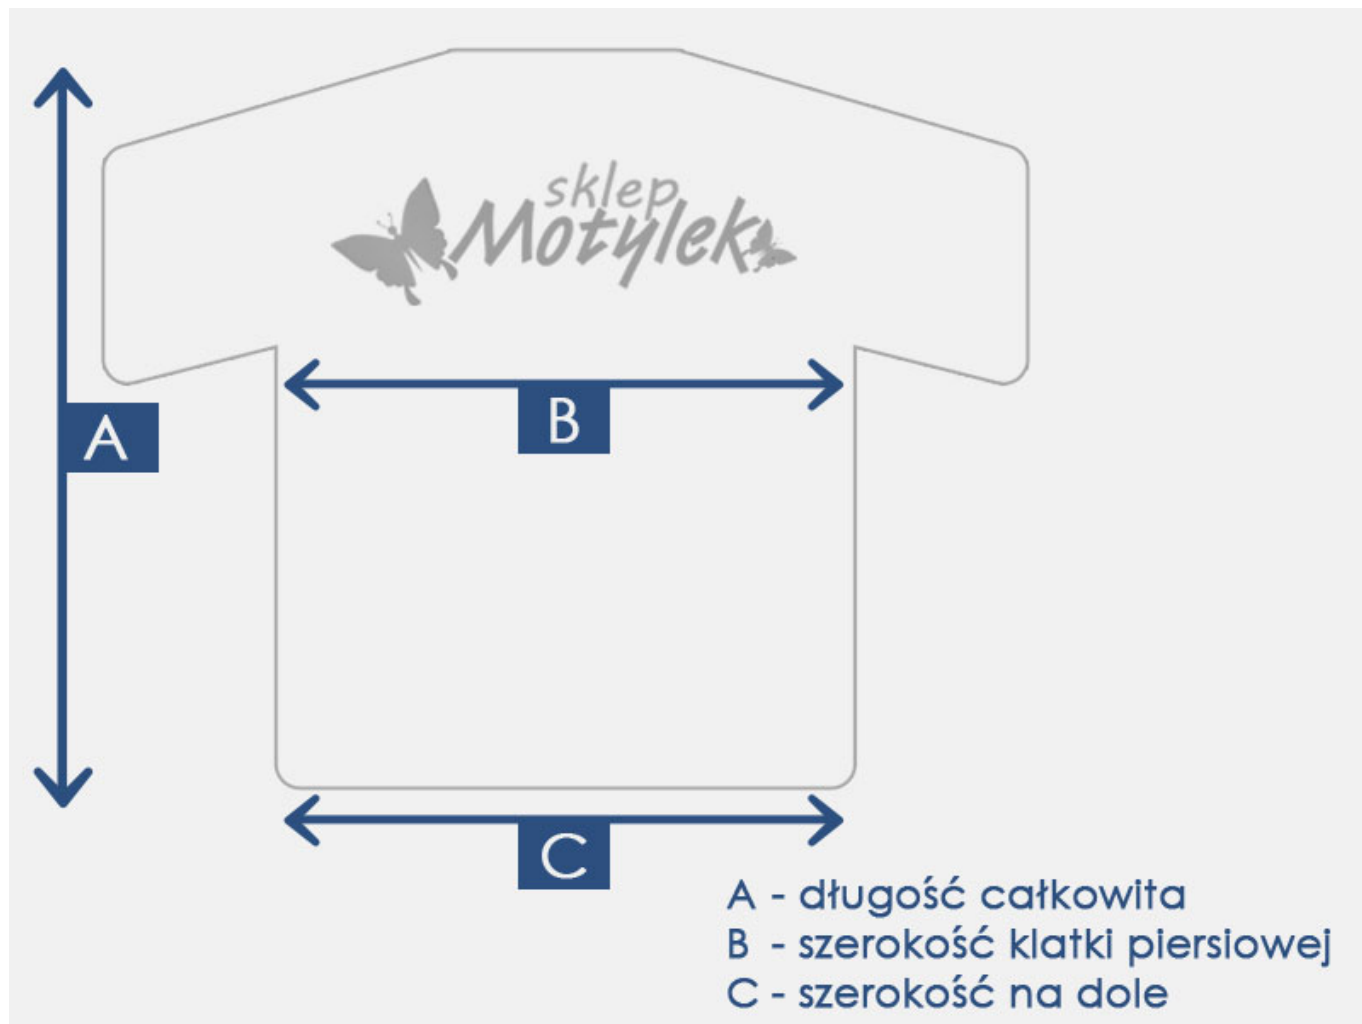 sklep
Motylek
B
A
C
A - długość całkowita
B - szerokość klatki piersiowej
C - szerokość na dole